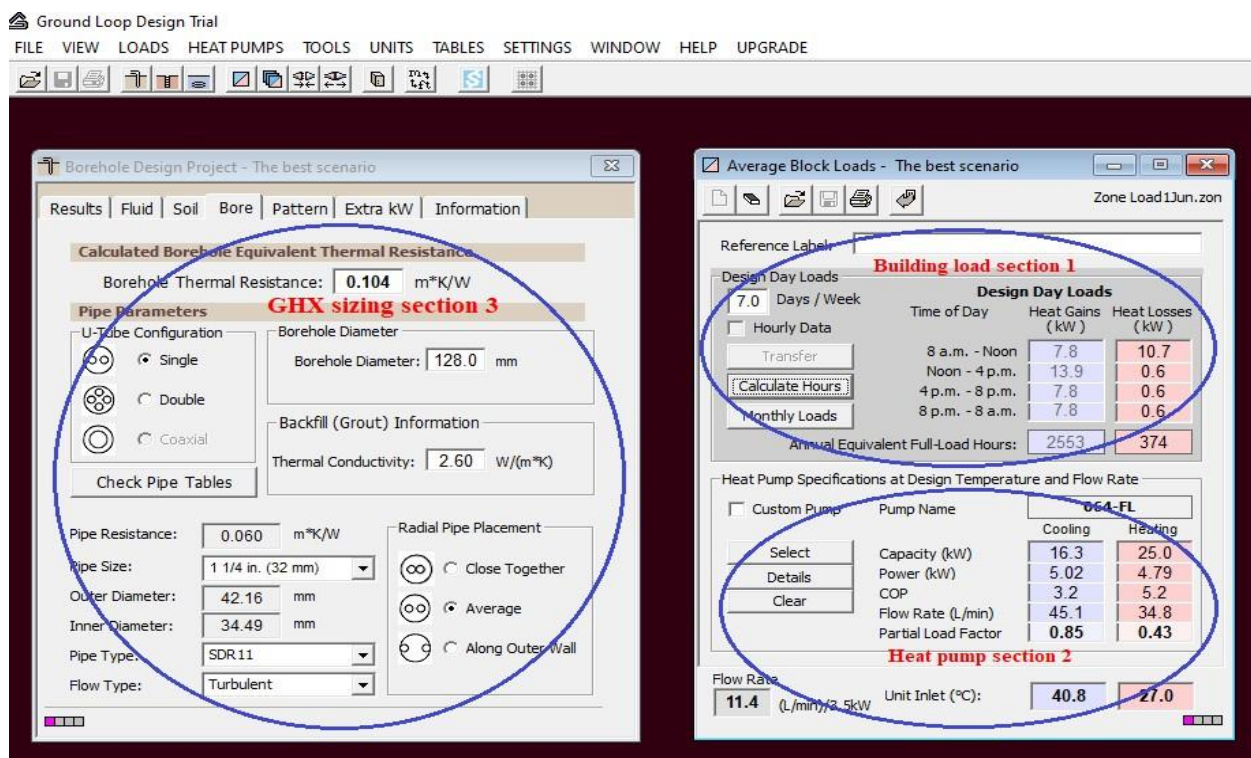 Ground Loop Design Trial
FILE VIEW LOADS HEAT PUMPS TOOLS UNITS TABLES SETTINGS WINDOW HELP UPGRADE
Borehole Design Project - The best scenario
Results Fluid Soil Bore Pattern Extra kW Information
Calculated Borehole Equivalent Thermal Resistance
Borehole Thermal Resistance: 0.104 m*K/W
GHX sizing section 3
Pipe Parameters
U-Tube Configuration
Single
Double
Coaxial
Check Pipe Tables
Borehole Diameter
Borehole Diameter: 128.0 mm
Backfill (Grout) Information
Thermal Conductivity: 2.60 W/(m*K)
Pipe Resistance: 0.060 m*K/W
Pipe Size: 1 1/4 in. (32 mm)
Outer Diameter: 42.16 mm
Inner Diameter: 34.49 mm
Pipe Type: SDR11
Flow Type: Turbulent
Radial Pipe Placement
Close Together
Average
Along Outer Wall
Average Block Loads - The best scenario
Zone Load1Jun.zon
Reference Label:
Building load section 1
Design Day Loads
7.0 Days / Week
Hourly Data
Transfer
Calculate Hours
Monthly Loads
Design Day Loads
Time of Day Heat Gains (kW) Heat Losses (kW)
8 a.m. - Noon 7.8 10.7
Noon - 4 p.m. 13.9 0.6
4 p.m. - 8 p.m. 7.8 0.6
8 p.m. - 8 a.m. 7.8 0.6
Annual Equivalent Full-Load Hours: 2553 374
Heat Pump Specifications at Design Temperature and Flow Rate
Custom Pump Pump Name 064-FL
Cooling Heating
Select
Details
Clear
Capacity (kW) 16.3 25.0
Power (kW) 5.02 4.79
COP 3.2 5.2
Flow Rate (L/min) 45.1 34.8
Partial Load Factor 0.85 0.43
Heat pump section 2
Flow Rate
11.4 (L/min)/3.5kW
Unit Inlet (°C): 40.8 27.0